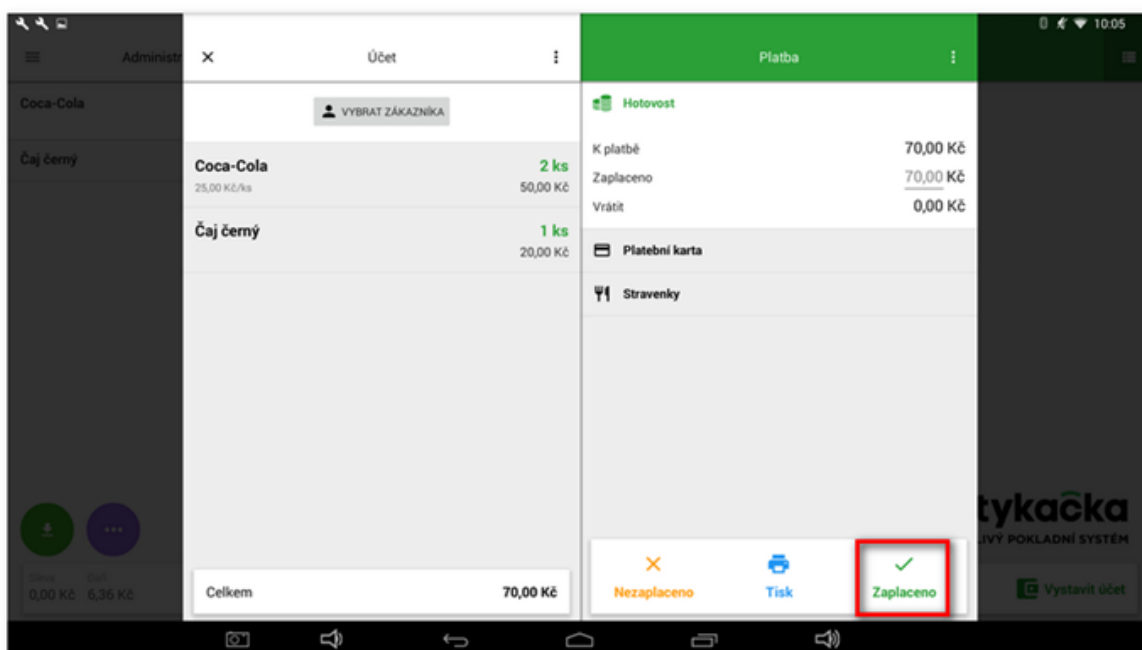 10:05
Administr
Účet
Platba
Coca-Cola
Čaj černý
VYBRAT ZÁKAZNÍKA
Coca-Cola 2 ks
25,00 Kč/ks 50,00 Kč
Čaj černý 1 ks
20,00 Kč
Hotovost
K platbě 70,00 Kč
Zaplaceno 70,00 Kč
Vrátit 0,00 Kč
Platební karta
Stravenky
tykačka
LIVÝ POKLADNÍ SYSTÉM
Sleva Daň
0,00 Kč 6,36 Kč
Celkem 70,00 Kč
Nezaplaceno
Tisk
Zaplaceno
Vystavit účet